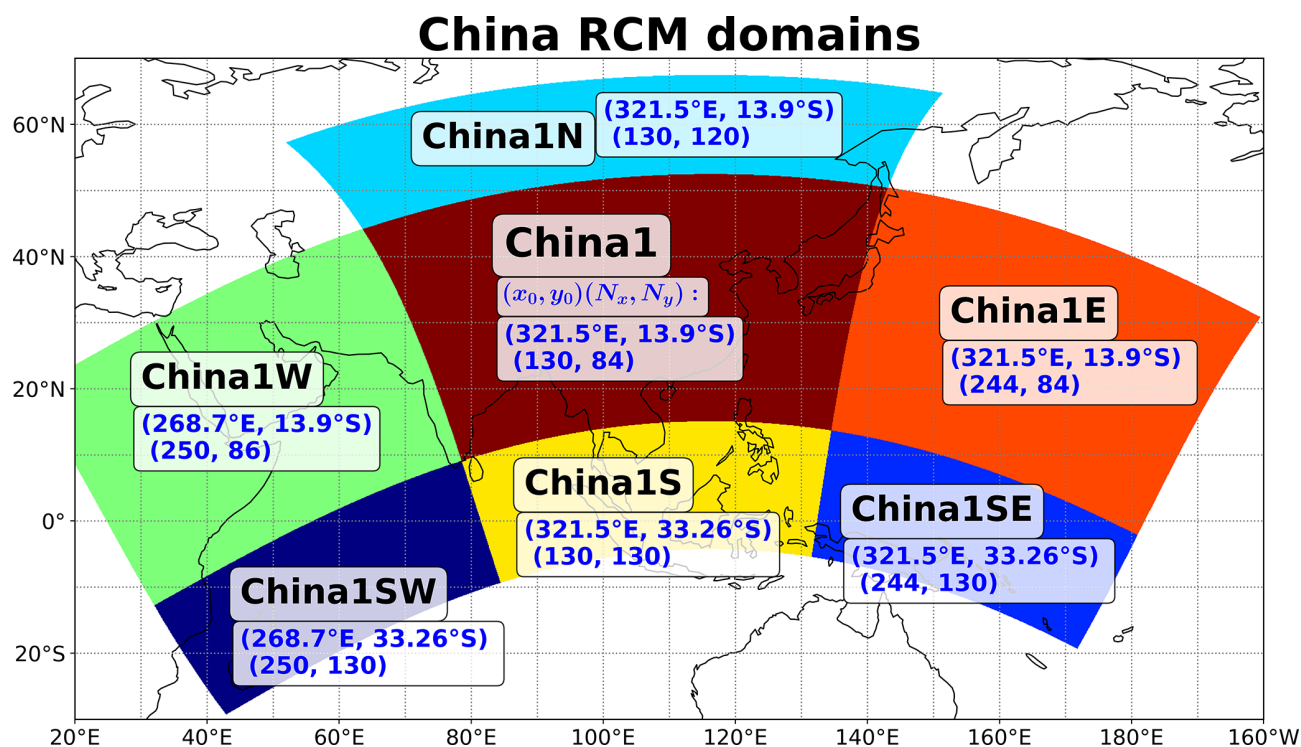 China RCM domains
60°N
40°N
20°N
0°
20°S
China1N
(321.5°E, 13.9°S)
(130, 120)
China1
(x₀, y₀)(Nₓ, N_y) :
(321.5°E, 13.9°S)
(130, 84)
China1E
(321.5°E, 13.9°S)
(244, 84)
China1W
(268.7°E, 13.9°S)
(250, 86)
China1S
(321.5°E, 33.26°S)
(130, 130)
China1SE
(321.5°E, 33.26°S)
(244, 130)
China1SW
(268.7°E, 33.26°S)
(250, 130)
20°E 40°E 60°E 80°E 100°E 120°E 140°E 160°E 180°E 160°W